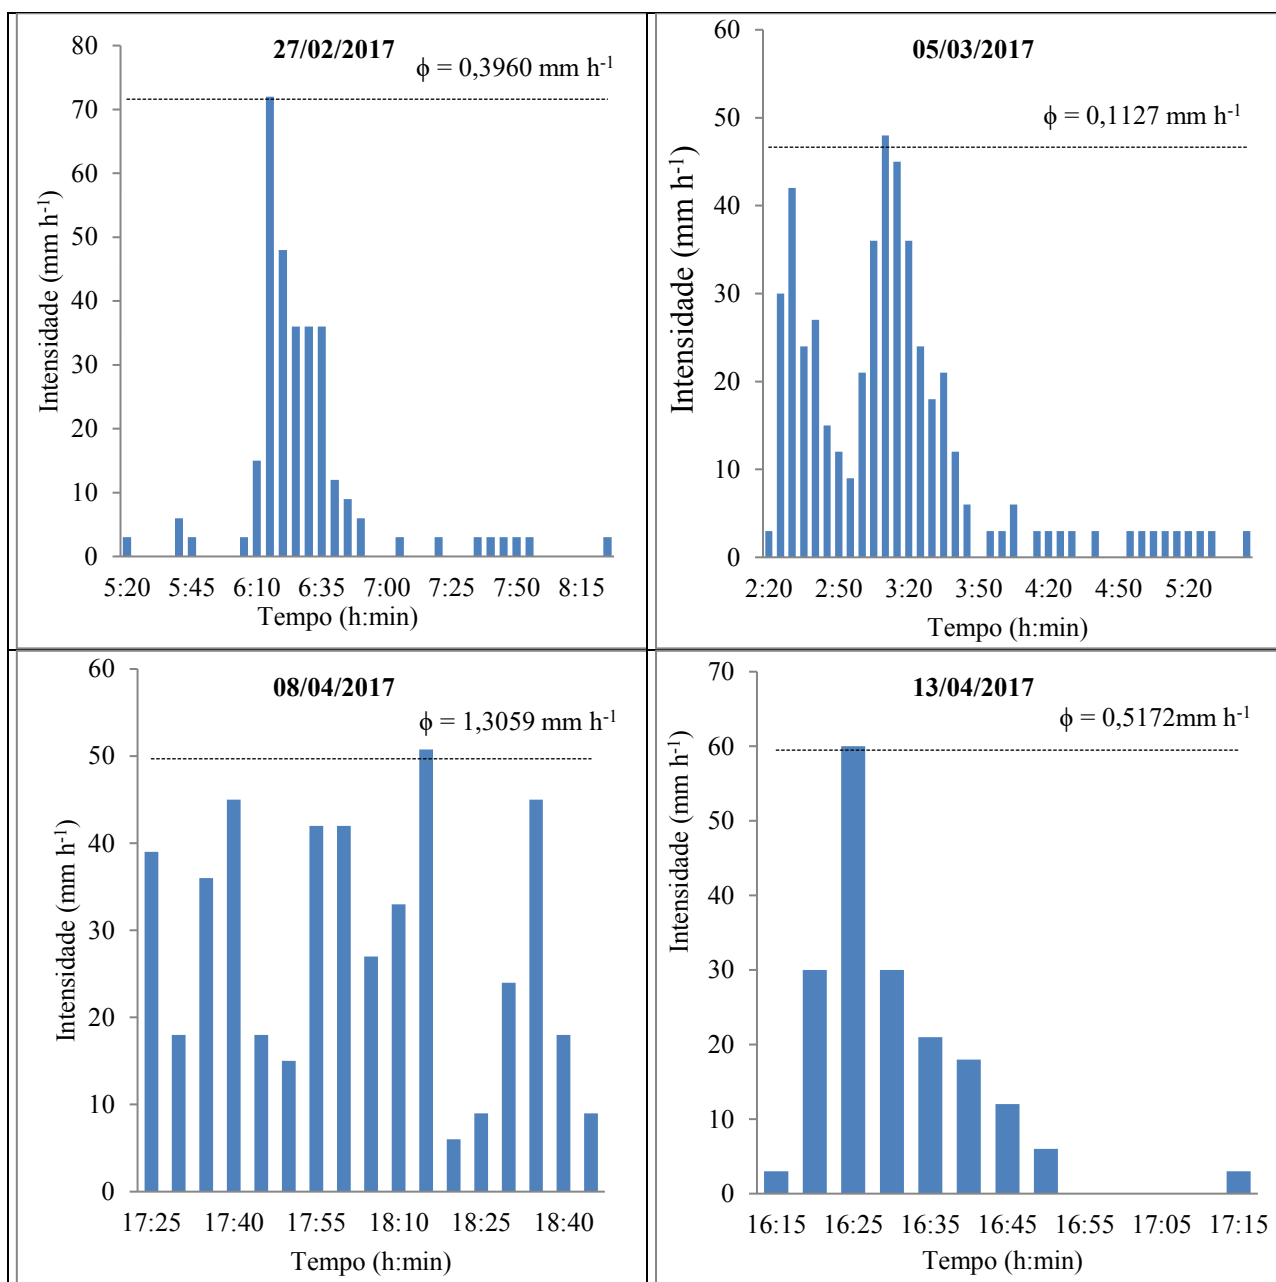 27/02/2017
ϕ = 0,3960 mm h-1
Intensidade (mm h-1)
80
70
60
50
40
30
20
10
0
5:20 5:45 6:10 6:35 7:00 7:25 7:50 8:15
Tempo (h:min)
05/03/2017
ϕ = 0,1127 mm h-1
Intensidade (mm h-1)
60
50
40
30
20
10
0
2:20 2:50 3:20 3:50 4:20 4:50 5:20
Tempo (h:min)
08/04/2017
ϕ = 1,3059 mm h-1
Intensidade (mm h-1)
60
50
40
30
20
10
0
17:25 17:40 17:55 18:10 18:25 18:40
Tempo (h:min)
13/04/2017
ϕ = 0,5172mm h-1
Intensidade (mm h-1)
70
60
50
40
30
20
10
0
16:15 16:25 16:35 16:45 16:55 17:05 17:15
Tempo (h:min)